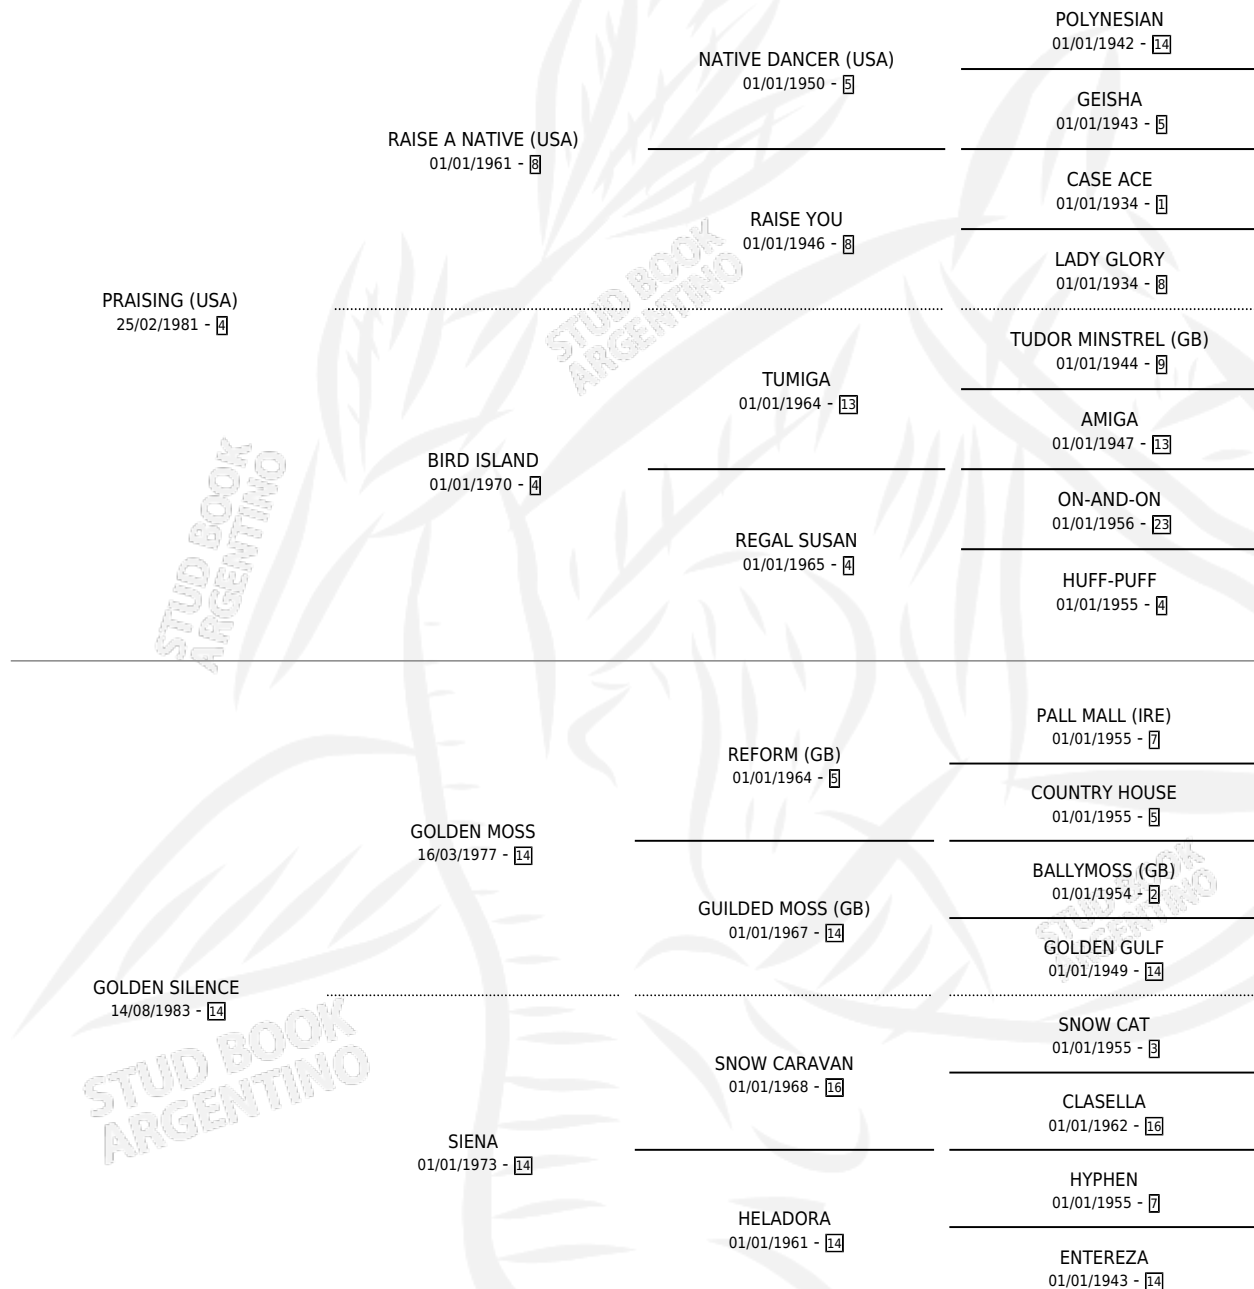 POLYNESIAN
01/01/1942 - 14
NATIVE DANCER (USA)
01/01/1950 - 5
GEISHA
01/01/1943 - 5
RAISE A NATIVE (USA)
01/01/1961 - 8
CASE ACE
01/01/1934 - 1
RAISE YOU
01/01/1946 - 8
LADY GLORY
01/01/1934 - 8
PRAISING (USA)
25/02/1981 - 4
STUD BOOK
ARGENTINO
TUDOR MINSTREL (GB)
01/01/1944 - 9
TUMIGA
01/01/1964 - 13
AMIGA
01/01/1947 - 13
BIRD ISLAND
01/01/1970 - 4
ON-AND-ON
01/01/1956 - 23
REGAL SUSAN
01/01/1965 - 4
HUFF-PUFF
01/01/1955 - 4
STUD BOOK
ARGENTINO
PALL MALL (IRE)
01/01/1955 - 7
REFORM (GB)
01/01/1964 - 5
COUNTRY HOUSE
01/01/1955 - 5
GOLDEN MOSS
16/03/1977 - 14
BALLYMOSS (GB)
01/01/1954 - 2
GUILDED MOSS (GB)
01/01/1967 - 14
STUD BOOK
ARGENTINO
GOLDEN GULF
01/01/1949 - 14
GOLDEN SILENCE
14/08/1983 - 14
STUD BOOK
ARGENTINO
SNOW CAT
01/01/1955 - 3
SNOW CARAVAN
01/01/1968 - 16
CLASELLA
01/01/1962 - 16
SIENA
01/01/1973 - 14
HYPHEN
01/01/1955 - 7
HELADORA
01/01/1961 - 14
ENTEREZA
01/01/1943 - 14